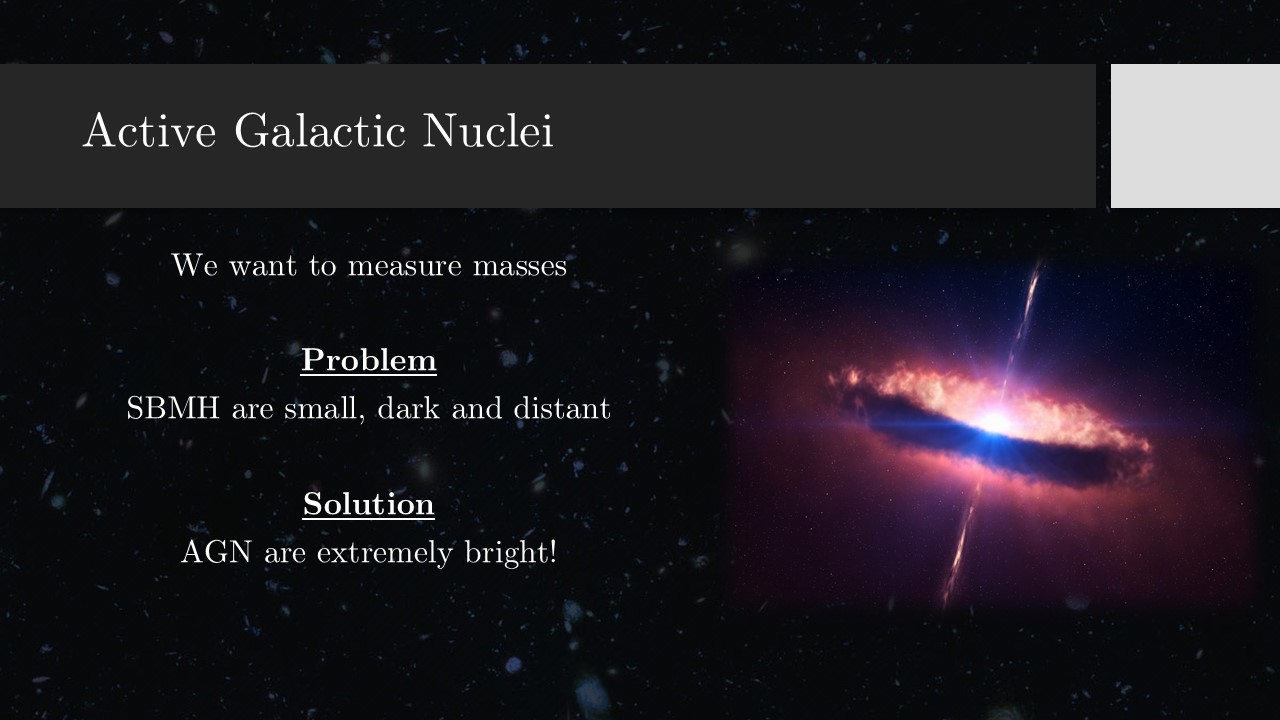 Active Galactic Nuclei
We want to measure masses
Problem
SBMH are small, dark and distant
Solution
AGN are extremely bright!